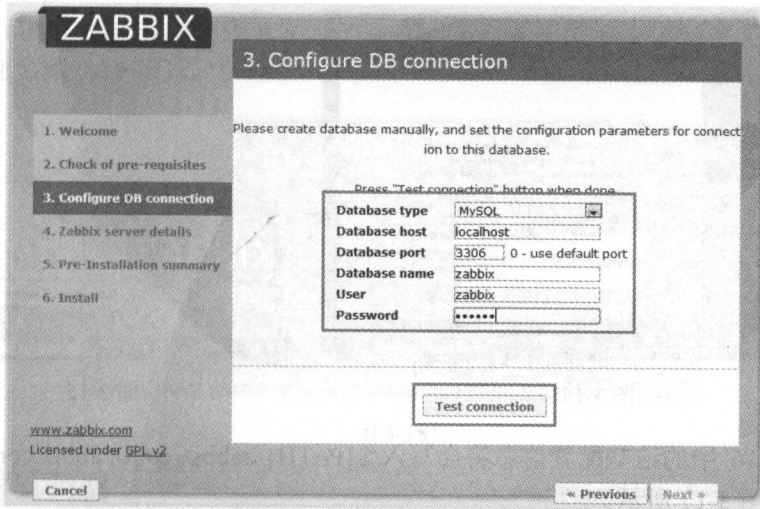 ZABBIX
3. Configure DB connection
1. Welcome
2. Check of pre-requisites
3. Configure DB connection
4. Zabbix server details
5. Pre-Installation summary
6. Install
Please create database manually, and set the configuration parameters for connect
ion to this database.
Press "Test connection" button when done.
Database type MySQL
Database host localhost
Database port 3306 0 - use default port
Database name zabbix
User zabbix
Password ••••••
Test connection
www.zabbix.com
Licensed under GPL v2
Cancel
« Previous Next »